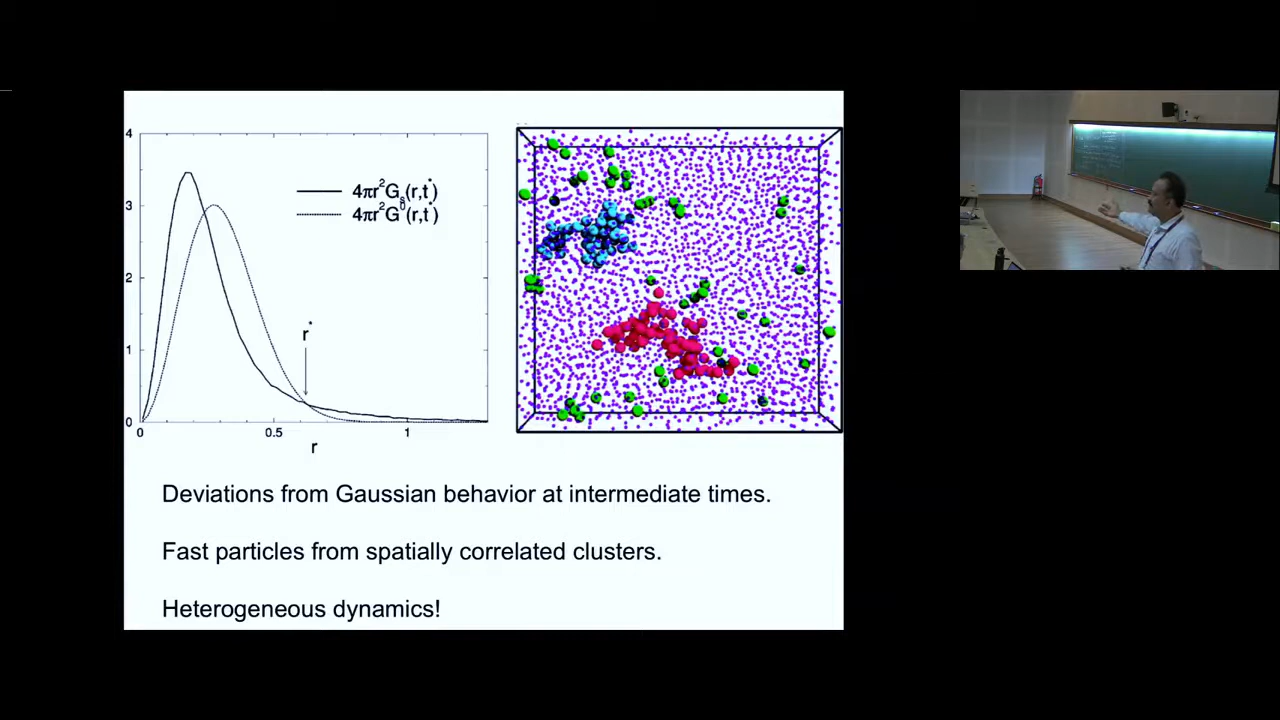 4
3
2
1
0
0
0.5
1
r
4πr²Gₛ(r,t*)
4πr²G⁰(r,t*)
r*
Deviations from Gaussian behavior at intermediate times.
Fast particles from spatially correlated clusters.
Heterogeneous dynamics!